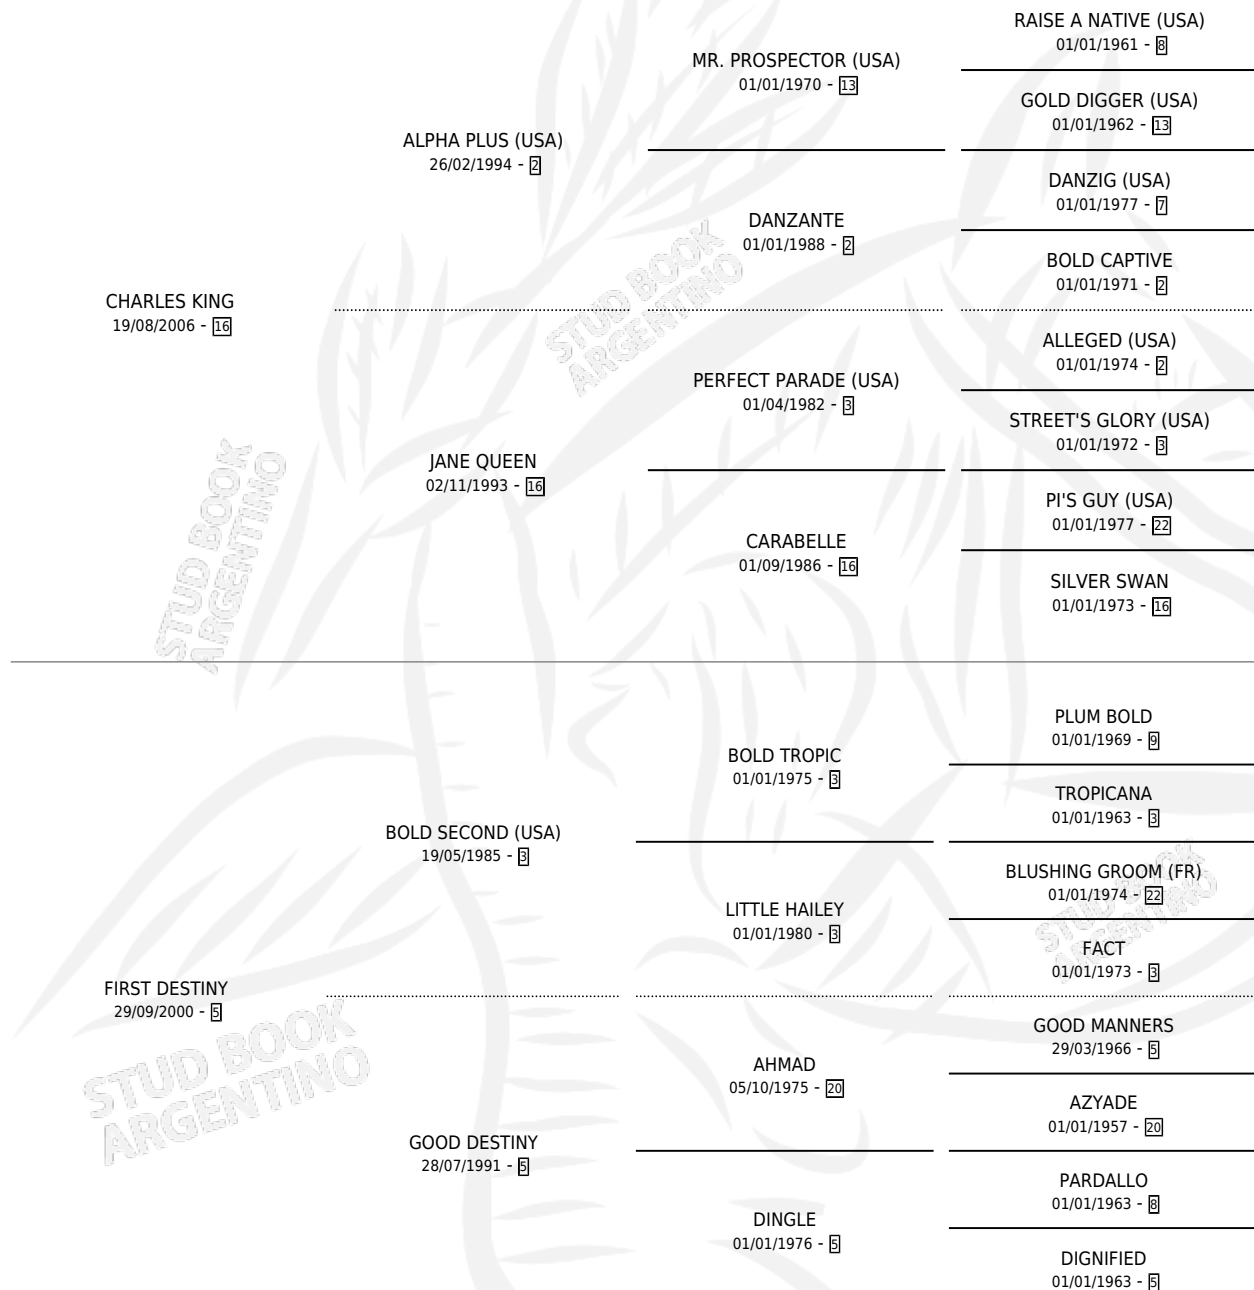 RAISE A NATIVE (USA)
01/01/1961 - 8
MR. PROSPECTOR (USA)
01/01/1970 - 13
GOLD DIGGER (USA)
01/01/1962 - 13
ALPHA PLUS (USA)
26/02/1994 - 2
DANZIG (USA)
01/01/1977 - 7
DANZANTE
01/01/1988 - 2
BOLD CAPTIVE
01/01/1971 - 2
CHARLES KING
19/08/2006 - 16
ALLEGED (USA)
01/01/1974 - 2
PERFECT PARADE (USA)
01/04/1982 - 3
STREET'S GLORY (USA)
01/01/1972 - 3
JANE QUEEN
02/11/1993 - 16
PI'S GUY (USA)
01/01/1977 - 22
CARABELLE
01/09/1986 - 16
SILVER SWAN
01/01/1973 - 16
PLUM BOLD
01/01/1969 - 9
BOLD TROPIC
01/01/1975 - 3
TROPICANA
01/01/1963 - 3
BOLD SECOND (USA)
19/05/1985 - 3
BLUSHING GROOM (FR)
01/01/1974 - 22
LITTLE HAILEY
01/01/1980 - 3
FACT
01/01/1973 - 3
FIRST DESTINY
29/09/2000 - 5
GOOD MANNERS
29/03/1966 - 5
AHMAD
05/10/1975 - 20
AZYADE
01/01/1957 - 20
GOOD DESTINY
28/07/1991 - 5
PARDALLO
01/01/1963 - 8
DINGLE
01/01/1976 - 5
DIGNIFIED
01/01/1963 - 5
STUD BOOK
ARGENTINO
STUD BOOK
ARGENTINO
STUD BOOK
ARGENTINO
STUD BOOK
ARGENTINO